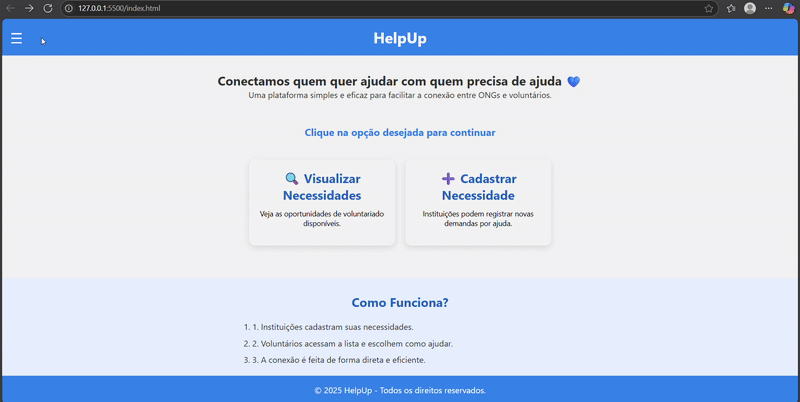 127.0.0.1:5500/index.html
HelpUp
Conectamos quem quer ajudar com quem precisa de ajuda 💙
Uma plataforma simples e eficaz para facilitar a conexão entre ONGs e voluntários.
Clique na opção desejada para continuar
🔍 Visualizar
Necessidades
Veja as oportunidades de voluntariado
disponíveis.
➕ Cadastrar
Necessidade
Instituições podem registrar novas
demandas por ajuda.
Como Funciona?
1. 1. Instituições cadastram suas necessidades.
2. 2. Voluntários acessam a lista e escolhem como ajudar.
3. 3. A conexão é feita de forma direta e eficiente.
© 2025 HelpUp - Todos os direitos reservados.